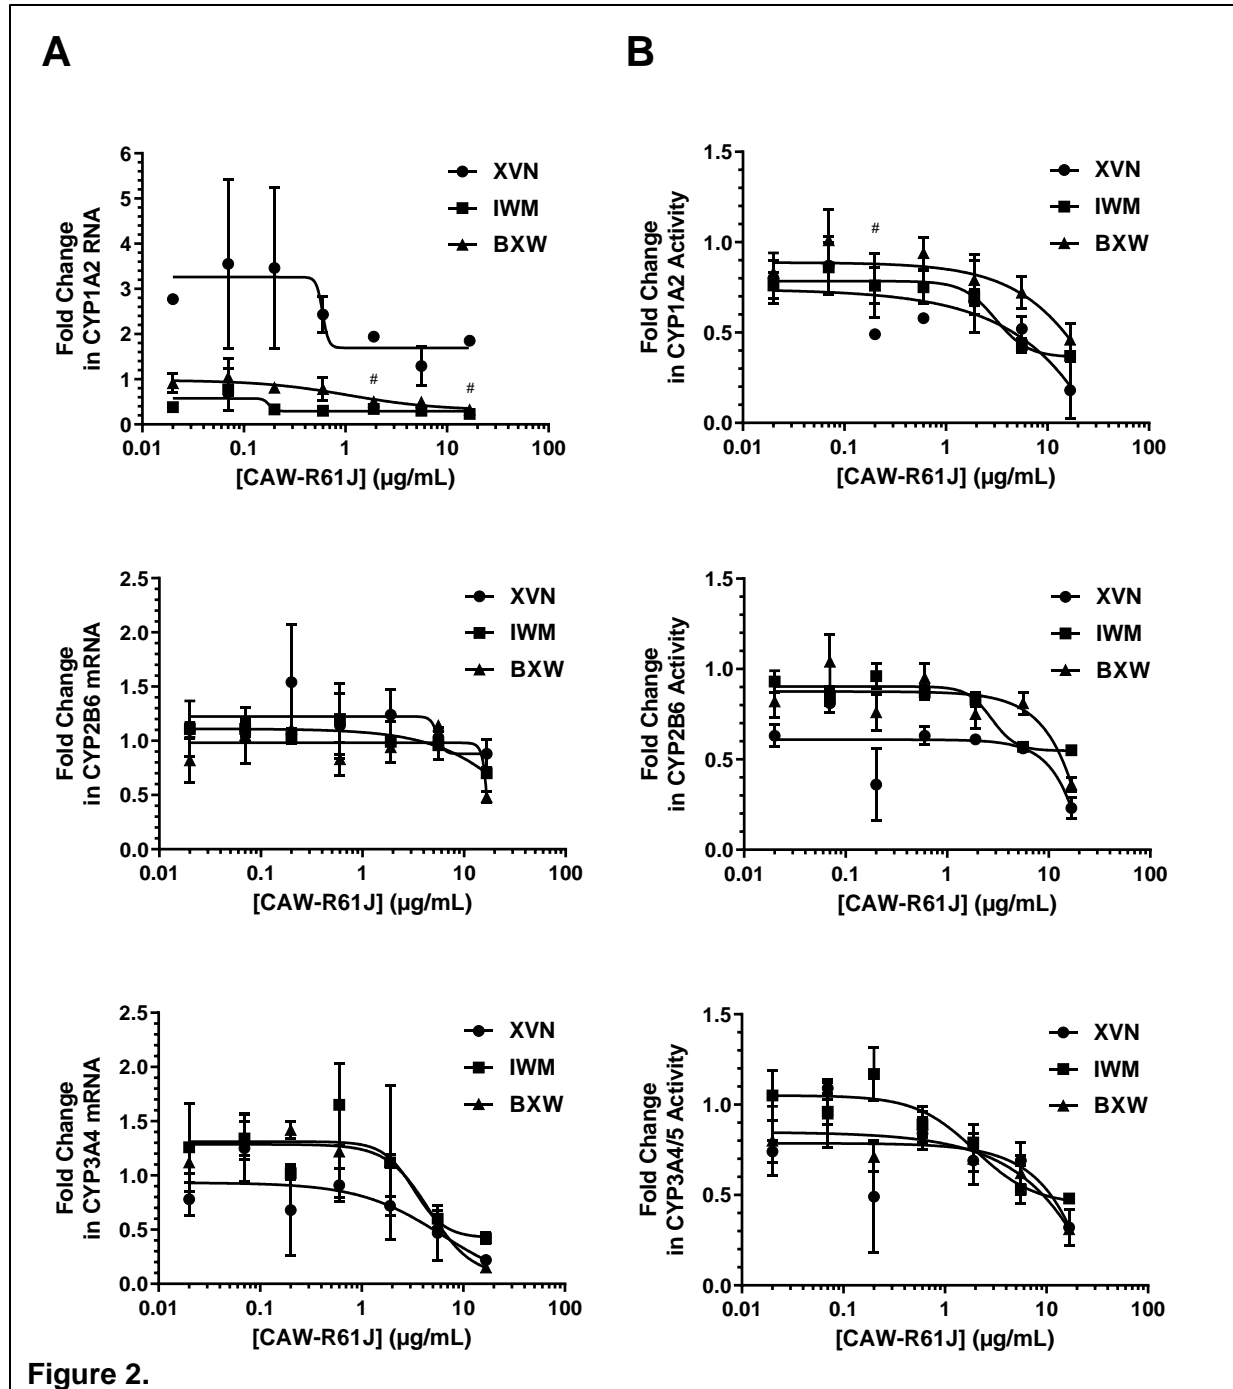 A
B
6
5
4
3
2
1
0
Fold Change
in CYP1A2 RNA
XVN
IWM
BXW
#
#
0.01
0.1
1
10
100
[CAW-R61J] (µg/mL)
1.5
1.0
0.5
0.0
Fold Change
in CYP1A2 Activity
XVN
IWM
BXW
#
0.01
0.1
1
10
100
[CAW-R61J] (µg/mL)
2.5
2.0
1.5
1.0
0.5
0.0
Fold Change
in CYP2B6 mRNA
XVN
IWM
BXW
0.01
0.1
1
10
100
[CAW-R61J] (µg/mL)
1.5
1.0
0.5
0.0
Fold Change
in CYP2B6 Activity
XVN
IWM
BXW
0.01
0.1
1
10
100
[CAW-R61J] (µg/mL)
2.5
2.0
1.5
1.0
0.5
0.0
Fold Change
in CYP3A4 mRNA
XVN
IWM
BXW
0.01
0.1
1
10
100
[CAW-R61J] (µg/mL)
1.5
1.0
0.5
0.0
Fold Change
in CYP3A4/5 Activity
XVN
IWM
BXW
0.01
0.1
1
10
100
[CAW-R61J] (µg/mL)
Figure 2.